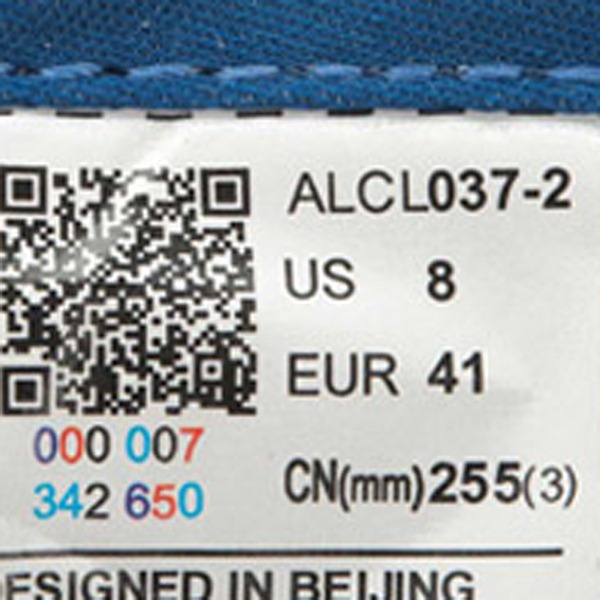 ALCL037-2
US 8
EUR 41
000 007
342 650
CN(mm)255(3)
DESIGNED IN BEIJING